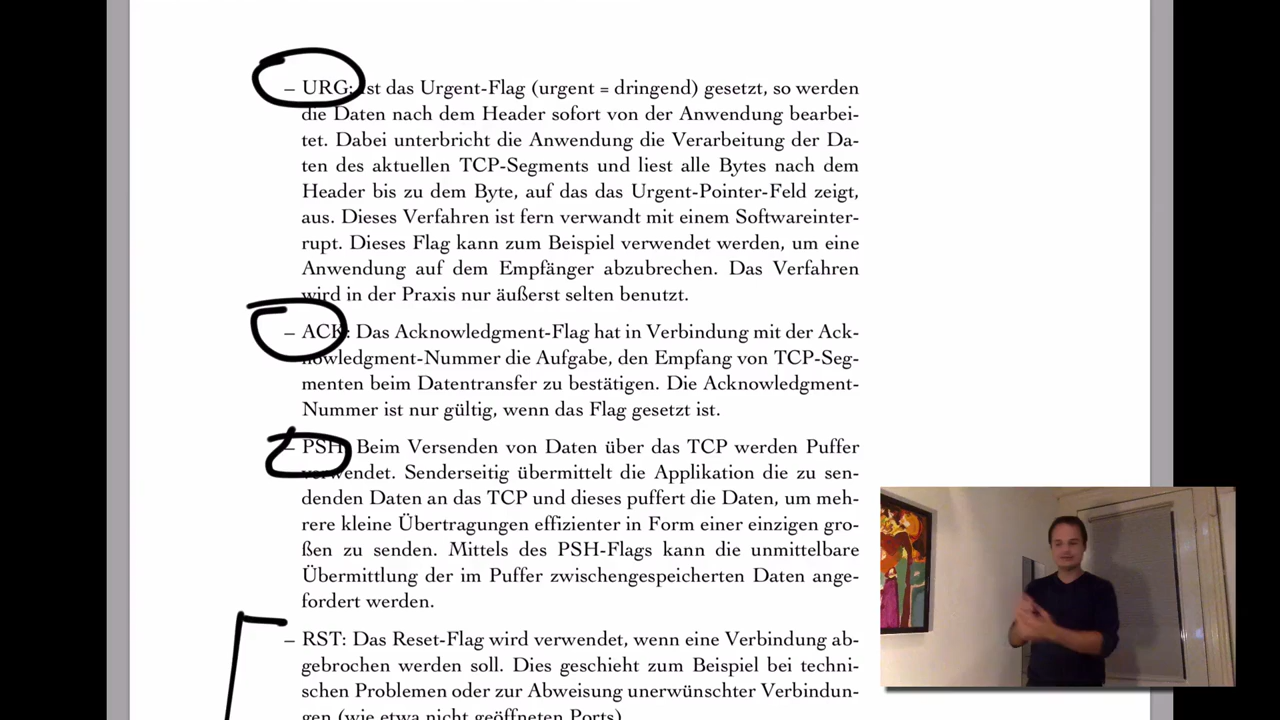 – URG: Ist das Urgent-Flag (urgent = dringend) gesetzt, so werden
die Daten nach dem Header sofort von der Anwendung bearbei-
tet. Dabei unterbricht die Anwendung die Verarbeitung der Da-
ten des aktuellen TCP-Segments und liest alle Bytes nach dem
Header bis zu dem Byte, auf das das Urgent-Pointer-Feld zeigt,
aus. Dieses Verfahren ist fern verwandt mit einem Softwareinter-
rupt. Dieses Flag kann zum Beispiel verwendet werden, um eine
Anwendung auf dem Empfänger abzubrechen. Das Verfahren
wird in der Praxis nur äußerst selten benutzt.
– ACK: Das Acknowledgment-Flag hat in Verbindung mit der Ack-
nowledgment-Nummer die Aufgabe, den Empfang von TCP-Seg-
menten beim Datentransfer zu bestätigen. Die Acknowledgment-
Nummer ist nur gültig, wenn das Flag gesetzt ist.
– PSH: Beim Versenden von Daten über das TCP werden Puffer
verwendet. Senderseitig übermittelt die Applikation die zu sen-
denden Daten an das TCP und dieses puffert die Daten, um meh-
rere kleine Übertragungen effizienter in Form einer einzigen gro-
ßen zu senden. Mittels des PSH-Flags kann die unmittelbare
Übermittlung der im Puffer zwischengespeicherten Daten ange-
fordert werden.
– RST: Das Reset-Flag wird verwendet, wenn eine Verbindung ab-
gebrochen werden soll. Dies geschieht zum Beispiel bei techni-
schen Problemen oder zur Abweisung unerwünschter Verbindun-
gen (wie etwa nicht geöffneten Ports).